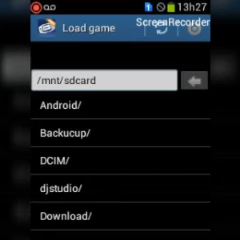 13h27
Load game
ScreenRecorder
/mnt/sdcard
Android/
Backucup/
DCIM/
djstudio/
Download/